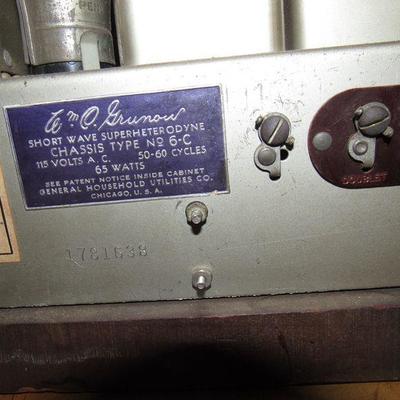 Wm C. Grunow
SHORT WAVE SUPERHETERODYNE
CHASSIS TYPE No 6-C
115 VOLTS A. C. 50-60 CYCLES
65 WATTS
SEE PATENT NOTICE INSIDE CABINET
GENERAL HOUSEHOLD UTILITIES CO.
CHICAGO, U. S. A.
DOUBLET